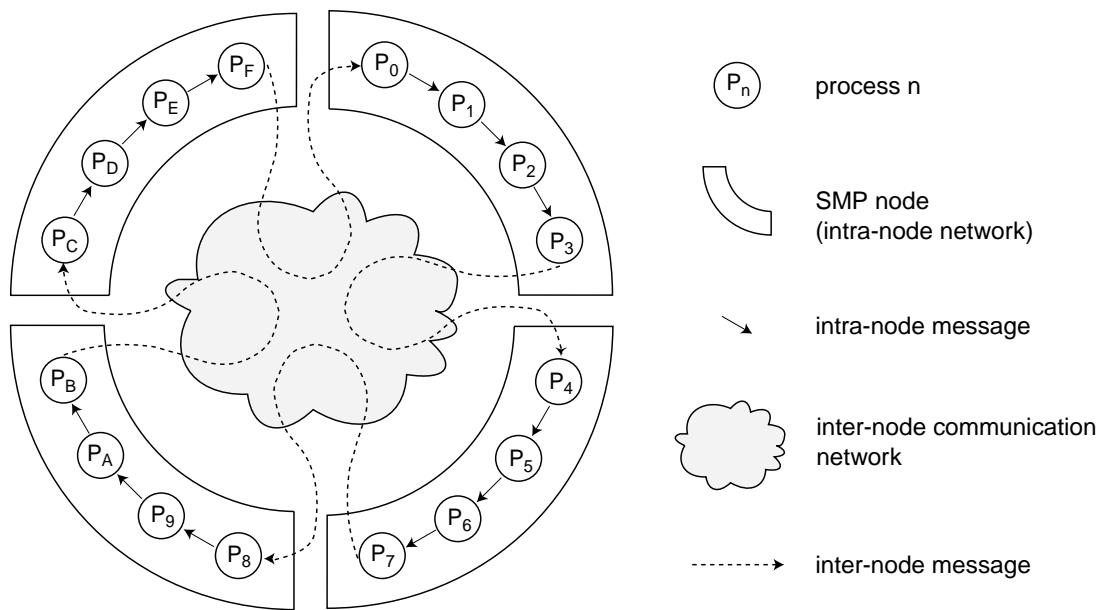 P_F
P_0
P_E
P_1
P_D
P_2
P_C
P_3
P_B
P_4
P_A
P_5
P_9
P_6
P_8
P_7
P_n
process n
SMP node
(intra-node network)
intra-node message
inter-node communication
network
inter-node message